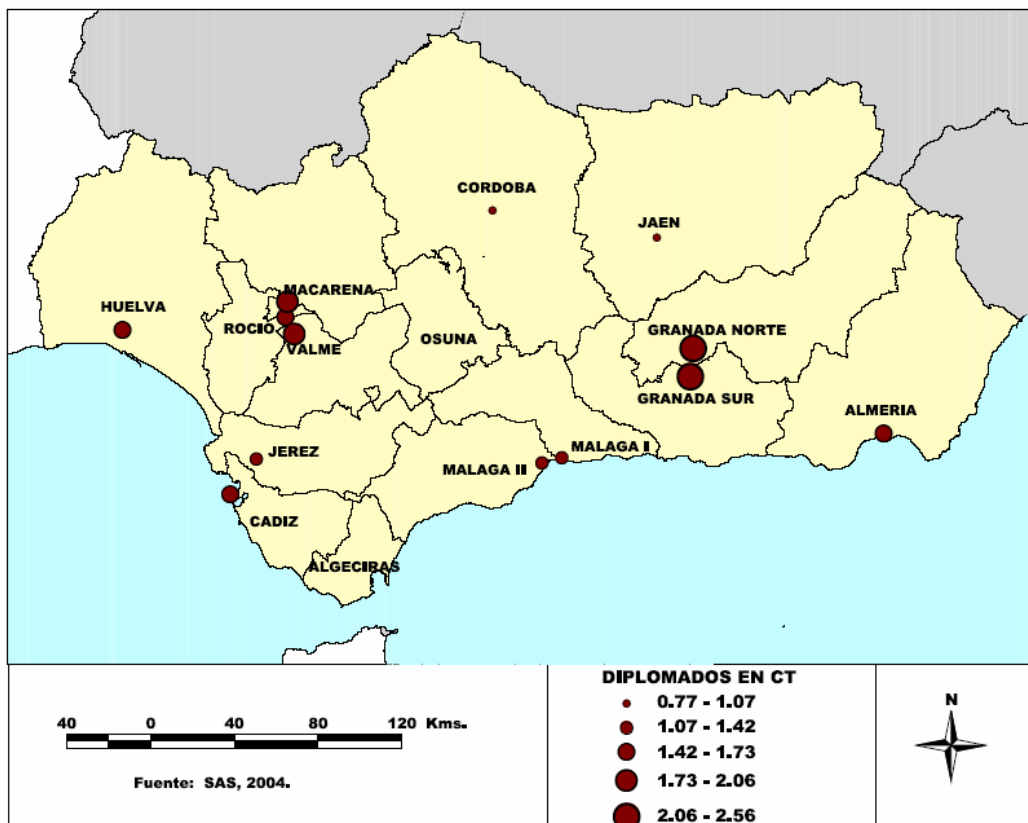 CORDOBA
JAEN
MACARENA
HUELVA
ROCIO
VALME
OSUNA
GRANADA NORTE
GRANADA SUR
ALMERIA
JEREZ
MALAGA I
MALAGA II
CADIZ
ALGECIRAS
40 0 40 80 120 Kms.
Fuente: SAS, 2004.
DIPLOMADOS EN CT
0.77 - 1.07
1.07 - 1.42
1.42 - 1.73
1.73 - 2.06
2.06 - 2.56
N